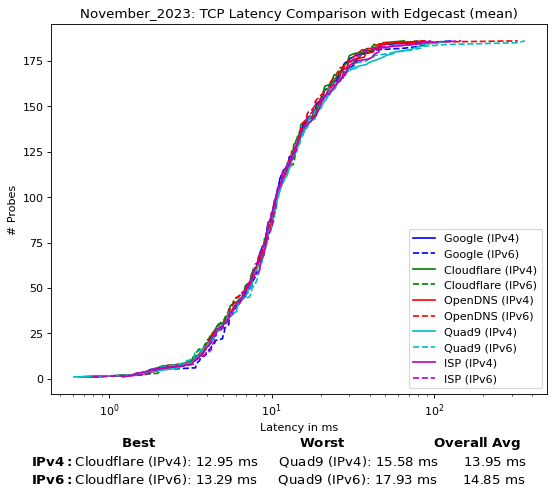 November_2023: TCP Latency Comparison with Edgecast (mean)
175
150
125
100
75
50
25
0
# Probes
10⁰ 10¹ 10²
Latency in ms
Google (IPv4)
Google (IPv6)
Cloudflare (IPv4)
Cloudflare (IPv6)
OpenDNS (IPv4)
OpenDNS (IPv6)
Quad9 (IPv4)
Quad9 (IPv6)
ISP (IPv4)
ISP (IPv6)
Best Worst Overall Avg
IPv4: Cloudflare (IPv4): 12.95 ms Quad9 (IPv4): 15.58 ms 13.95 ms
IPv6: Cloudflare (IPv6): 13.29 ms Quad9 (IPv6): 17.93 ms 14.85 ms